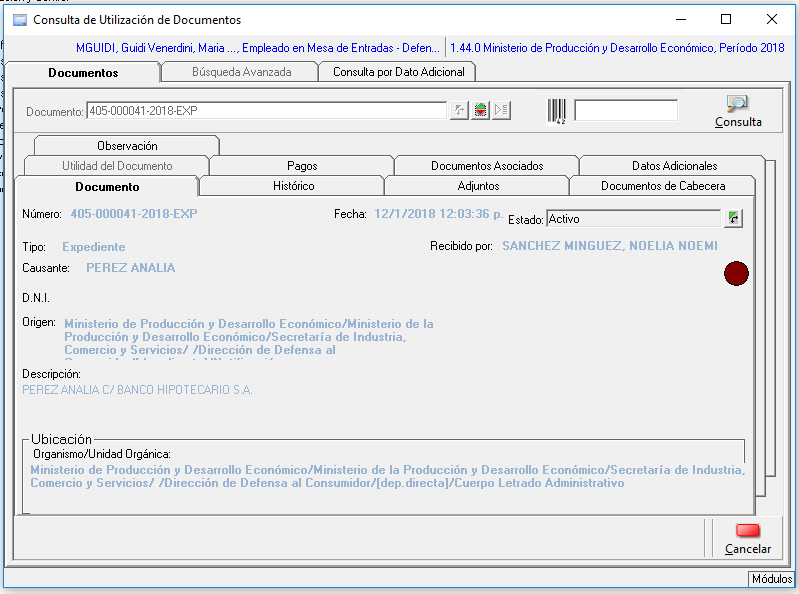 Consulta de Utilización de Documentos
MGUIDI, Guidi Venerdini, Maria ..., Empleado en Mesa de Entradas - Defen...
1.44.0 Ministerio de Producción y Desarrollo Económico, Período 2018
Documentos
Búsqueda Avanzada
Consulta por Dato Adicional
Documento:
405-000041-2018-EXP
Consulta
Observación
Utilidad del Documento
Pagos
Documentos Asociados
Datos Adicionales
Documento
Histórico
Adjuntos
Documentos de Cabecera
Número: 405-000041-2018-EXP
Fecha: 12/1/2018 12:03:36 p.
Estado: Activo
Tipo: Expediente
Recibido por: SANCHEZ MINGUEZ, NOELIA NOEMI
Causante: PEREZ ANALIA
D.N.I.
Origen: Ministerio de Producción y Desarrollo Económico/Ministerio de la
Producción y Desarrollo Económico/Secretaría de Industria,
Comercio y Servicios/ /Dirección de Defensa al
Descripción:
PEREZ ANALIA C/ BANCO HIPOTECARIO S.A.
Ubicación
Organismo/Unidad Orgánica:
Ministerio de Producción y Desarrollo Económico/Ministerio de la Producción y Desarrollo Económico/Secretaría de Industria,
Comercio y Servicios/ /Dirección de Defensa al Consumidor/[dep.directa]/Cuerpo Letrado Administrativo
Cancelar
Módulos